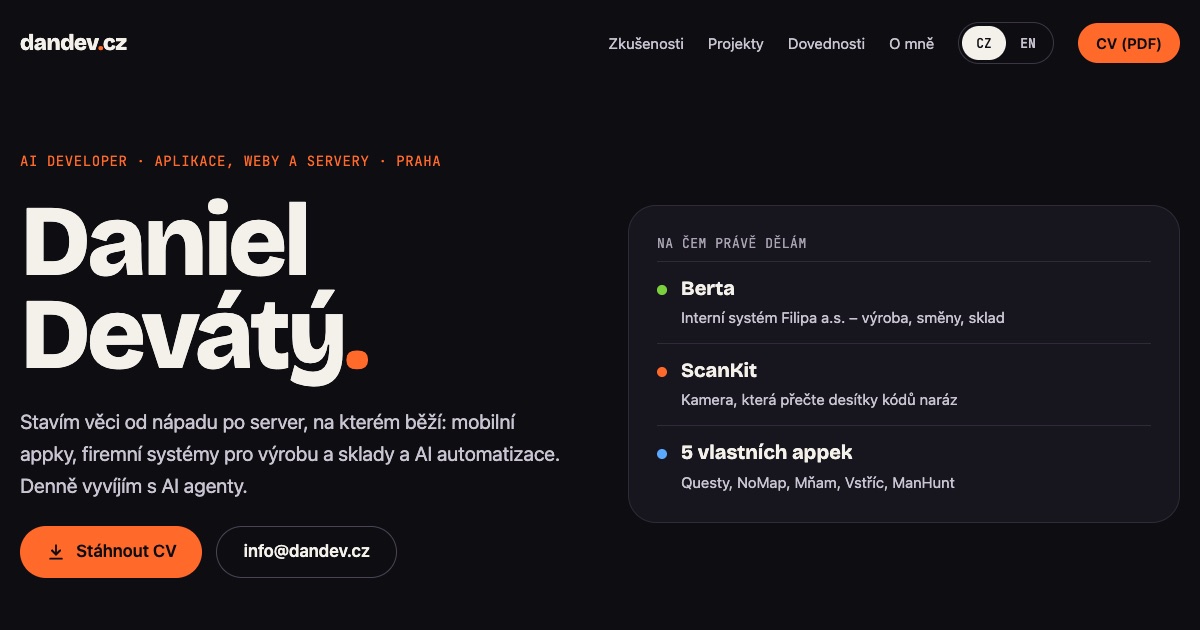 dandev.cz
Zkušenosti
Projekty
Dovednosti
O mně
CZ
EN
CV (PDF)
AI DEVELOPER · APLIKACE, WEBY A SERVERY · PRAHA
Daniel
Devátý.
Stavím věci od nápadu po server, na kterém běží: mobilní
appky, firemní systémy pro výrobu a sklady a AI automatizace.
Denně vyvíjím s AI agenty.
Stáhnout CV
info@dandev.cz
NA ČEM PRÁVĚ DĚLÁM
Berta
Interní systém Filipa a.s. – výroba, směny, sklad
ScanKit
Kamera, která přečte desítky kódů naráz
5 vlastních appek
Questy, NoMap, Mňam, Vstříc, ManHunt